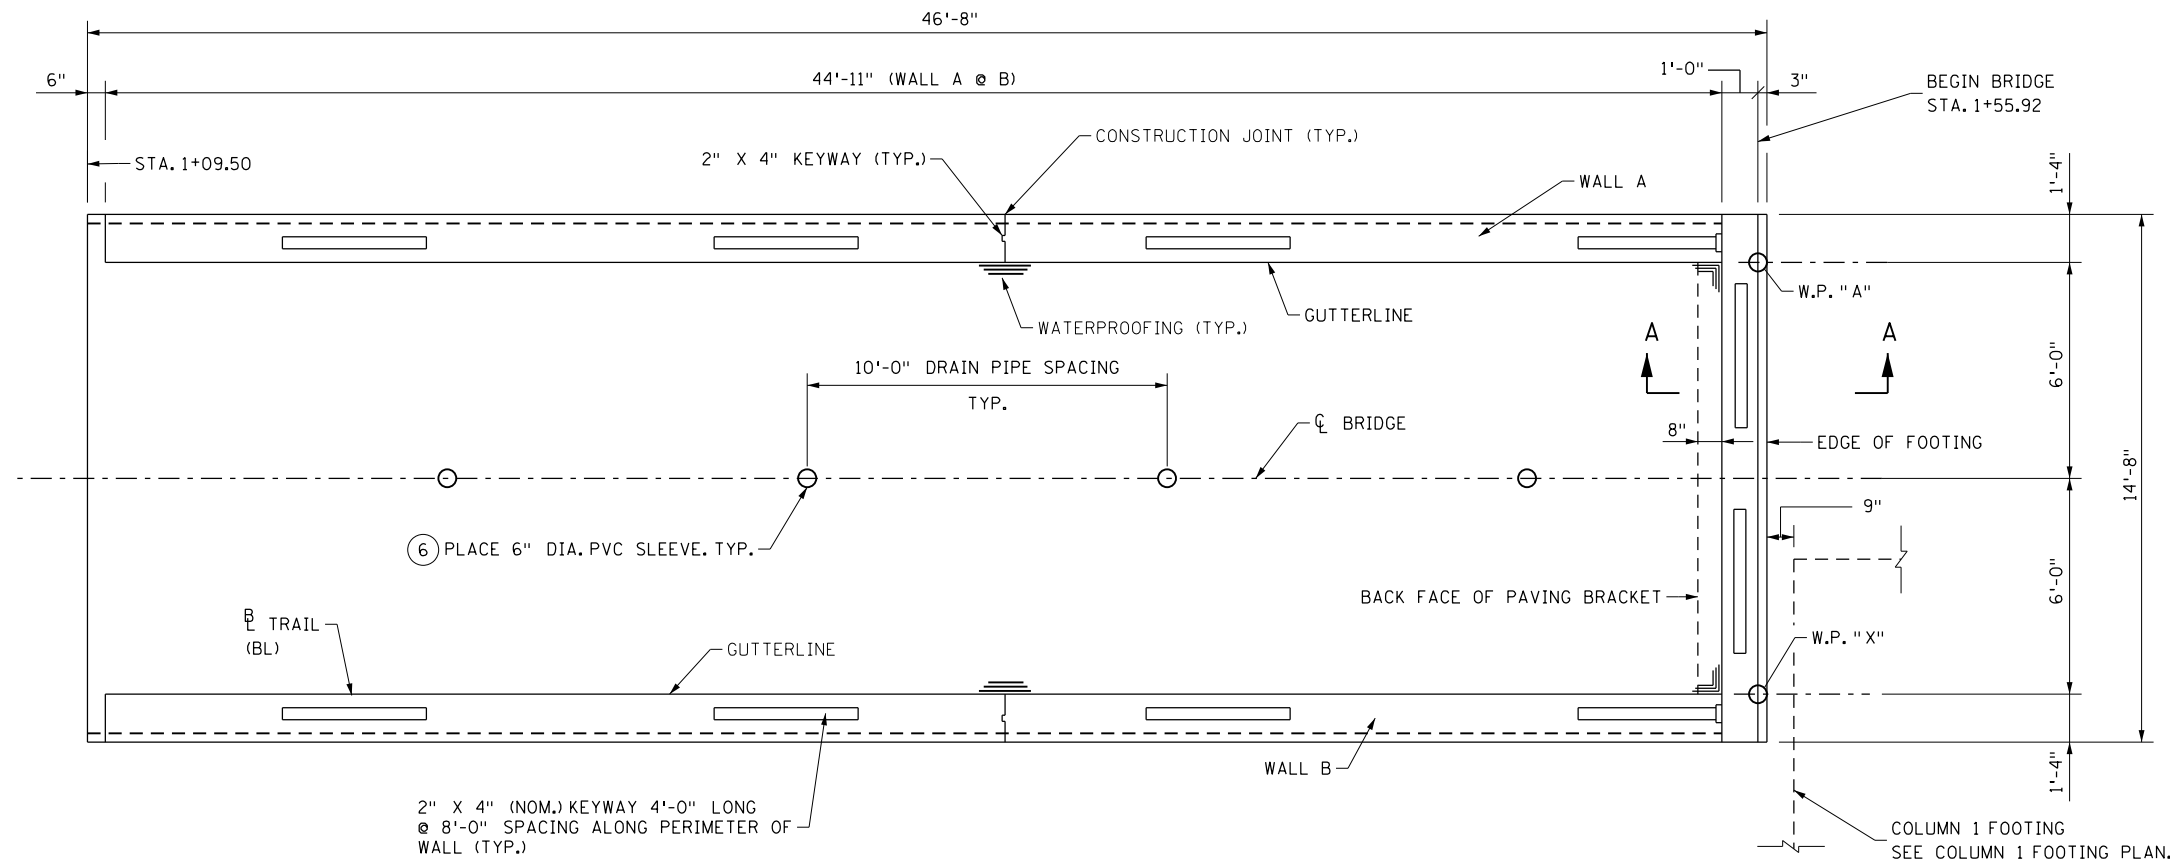 46'-8"
6"
44'-11" (WALL A @ B)
1'-0"
3"
BEGIN BRIDGE
STA. 1+55.92
CONSTRUCTION JOINT (TYP.)
2" X 4" KEYWAY (TYP.)
STA. 1+09.50
WALL A
1'-4"
W.P. "A"
GUTTERLINE
WATERPROOFING (TYP.)
A
A
6'-0"
10'-0" DRAIN PIPE SPACING
TYP.
℄ BRIDGE
8"
EDGE OF FOOTING
14'-8"
9"
6 PLACE 6" DIA. PVC SLEEVE. TYP.
BACK FACE OF PAVING BRACKET
6'-0"
BL TRAIL
(BL)
GUTTERLINE
W.P. "X"
WALL B
1'-4"
2" X 4" (NOM.) KEYWAY 4'-0" LONG
@ 8'-0" SPACING ALONG PERIMETER OF
WALL (TYP.)
COLUMN 1 FOOTING
SEE COLUMN 1 FOOTING PLAN.